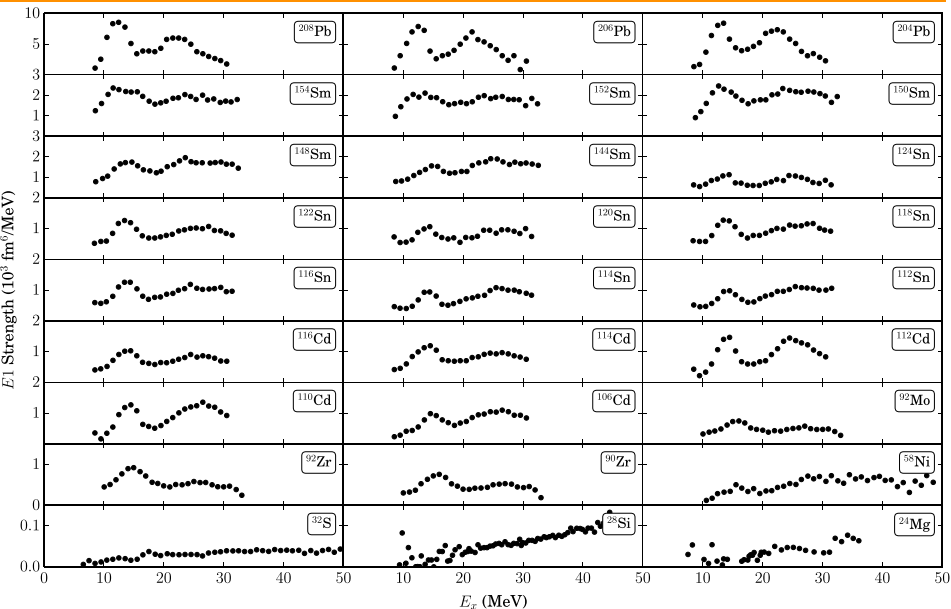 10
5
3
²⁰⁸Pb
²⁰⁶Pb
²⁰⁴Pb
2
1
3
¹⁵⁴Sm
¹⁵²Sm
¹⁵⁰Sm
2
1
2
¹⁴⁸Sm
¹⁴⁴Sm
¹²⁴Sn
1
2
¹²²Sn
¹²⁰Sn
¹¹⁸Sn
1
2
¹¹⁶Sn
¹¹⁴Sn
¹¹²Sn
1
2
¹¹⁶Cd
¹¹⁴Cd
¹¹²Cd
1
¹¹⁰Cd
¹⁰⁶Cd
⁹²Mo
1
0
⁹²Zr
⁹⁰Zr
⁵⁸Ni
0.1
0.0
³²S
²⁸Si
²⁴Mg
0 10 20 30 40 50 10 20 30 40 50 10 20 30 40 50
E1 Strength (10³ fm⁶/MeV)
Eₓ (MeV)